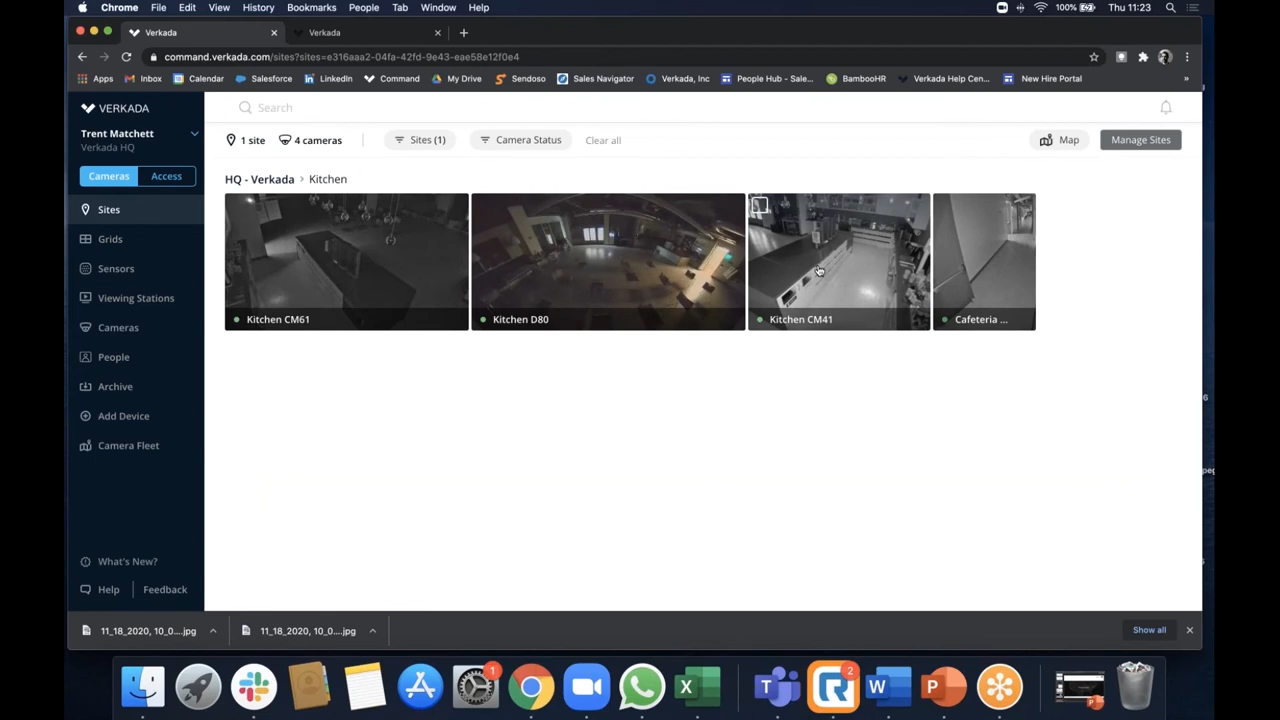 Chrome File Edit View History Bookmarks People Tab Window Help 100% Thu 11:23
Verkada Verkada
command.verkada.com/sites?sites=e316aaa2-04fa-42fd-9e43-eae58e12f0e4
Apps Inbox Calendar Salesforce LinkedIn Command My Drive Sendoso Sales Navigator Verkada, Inc People Hub - Sale... BambooHR Verkada Help Cen... New Hire Portal »
VERKADA
Search
Trent Matchett
Verkada HQ
1 site 4 cameras Sites (1) Camera Status Clear all Map Manage Sites
Cameras Access
HQ - Verkada > Kitchen
Sites
Grids
Sensors
Viewing Stations
Cameras
People
Archive
Add Device
Camera Fleet
Kitchen CM61
Kitchen D80
Kitchen CM41
Cafeteria ...
What's New?
Help Feedback
11_18_2020, 10_0....jpg 11_18_2020, 10_0....jpg Show all
1
2
X
T
W
P